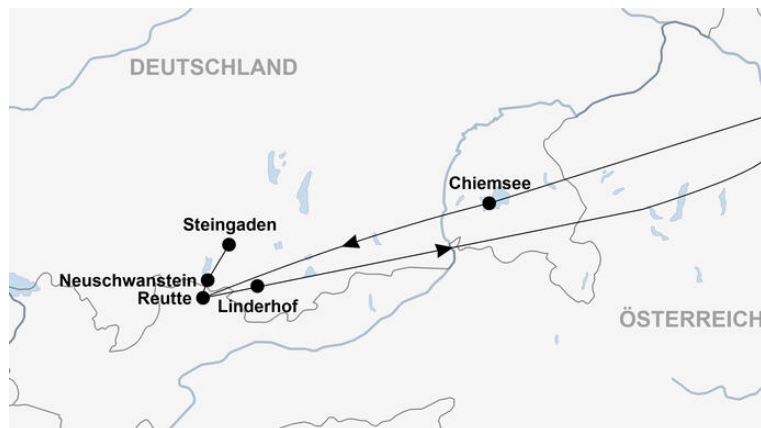 DEUTSCHLAND
Chiemsee
Steingaden
Neuschwanstein
Reutte
Linderhof
ÖSTERREICH